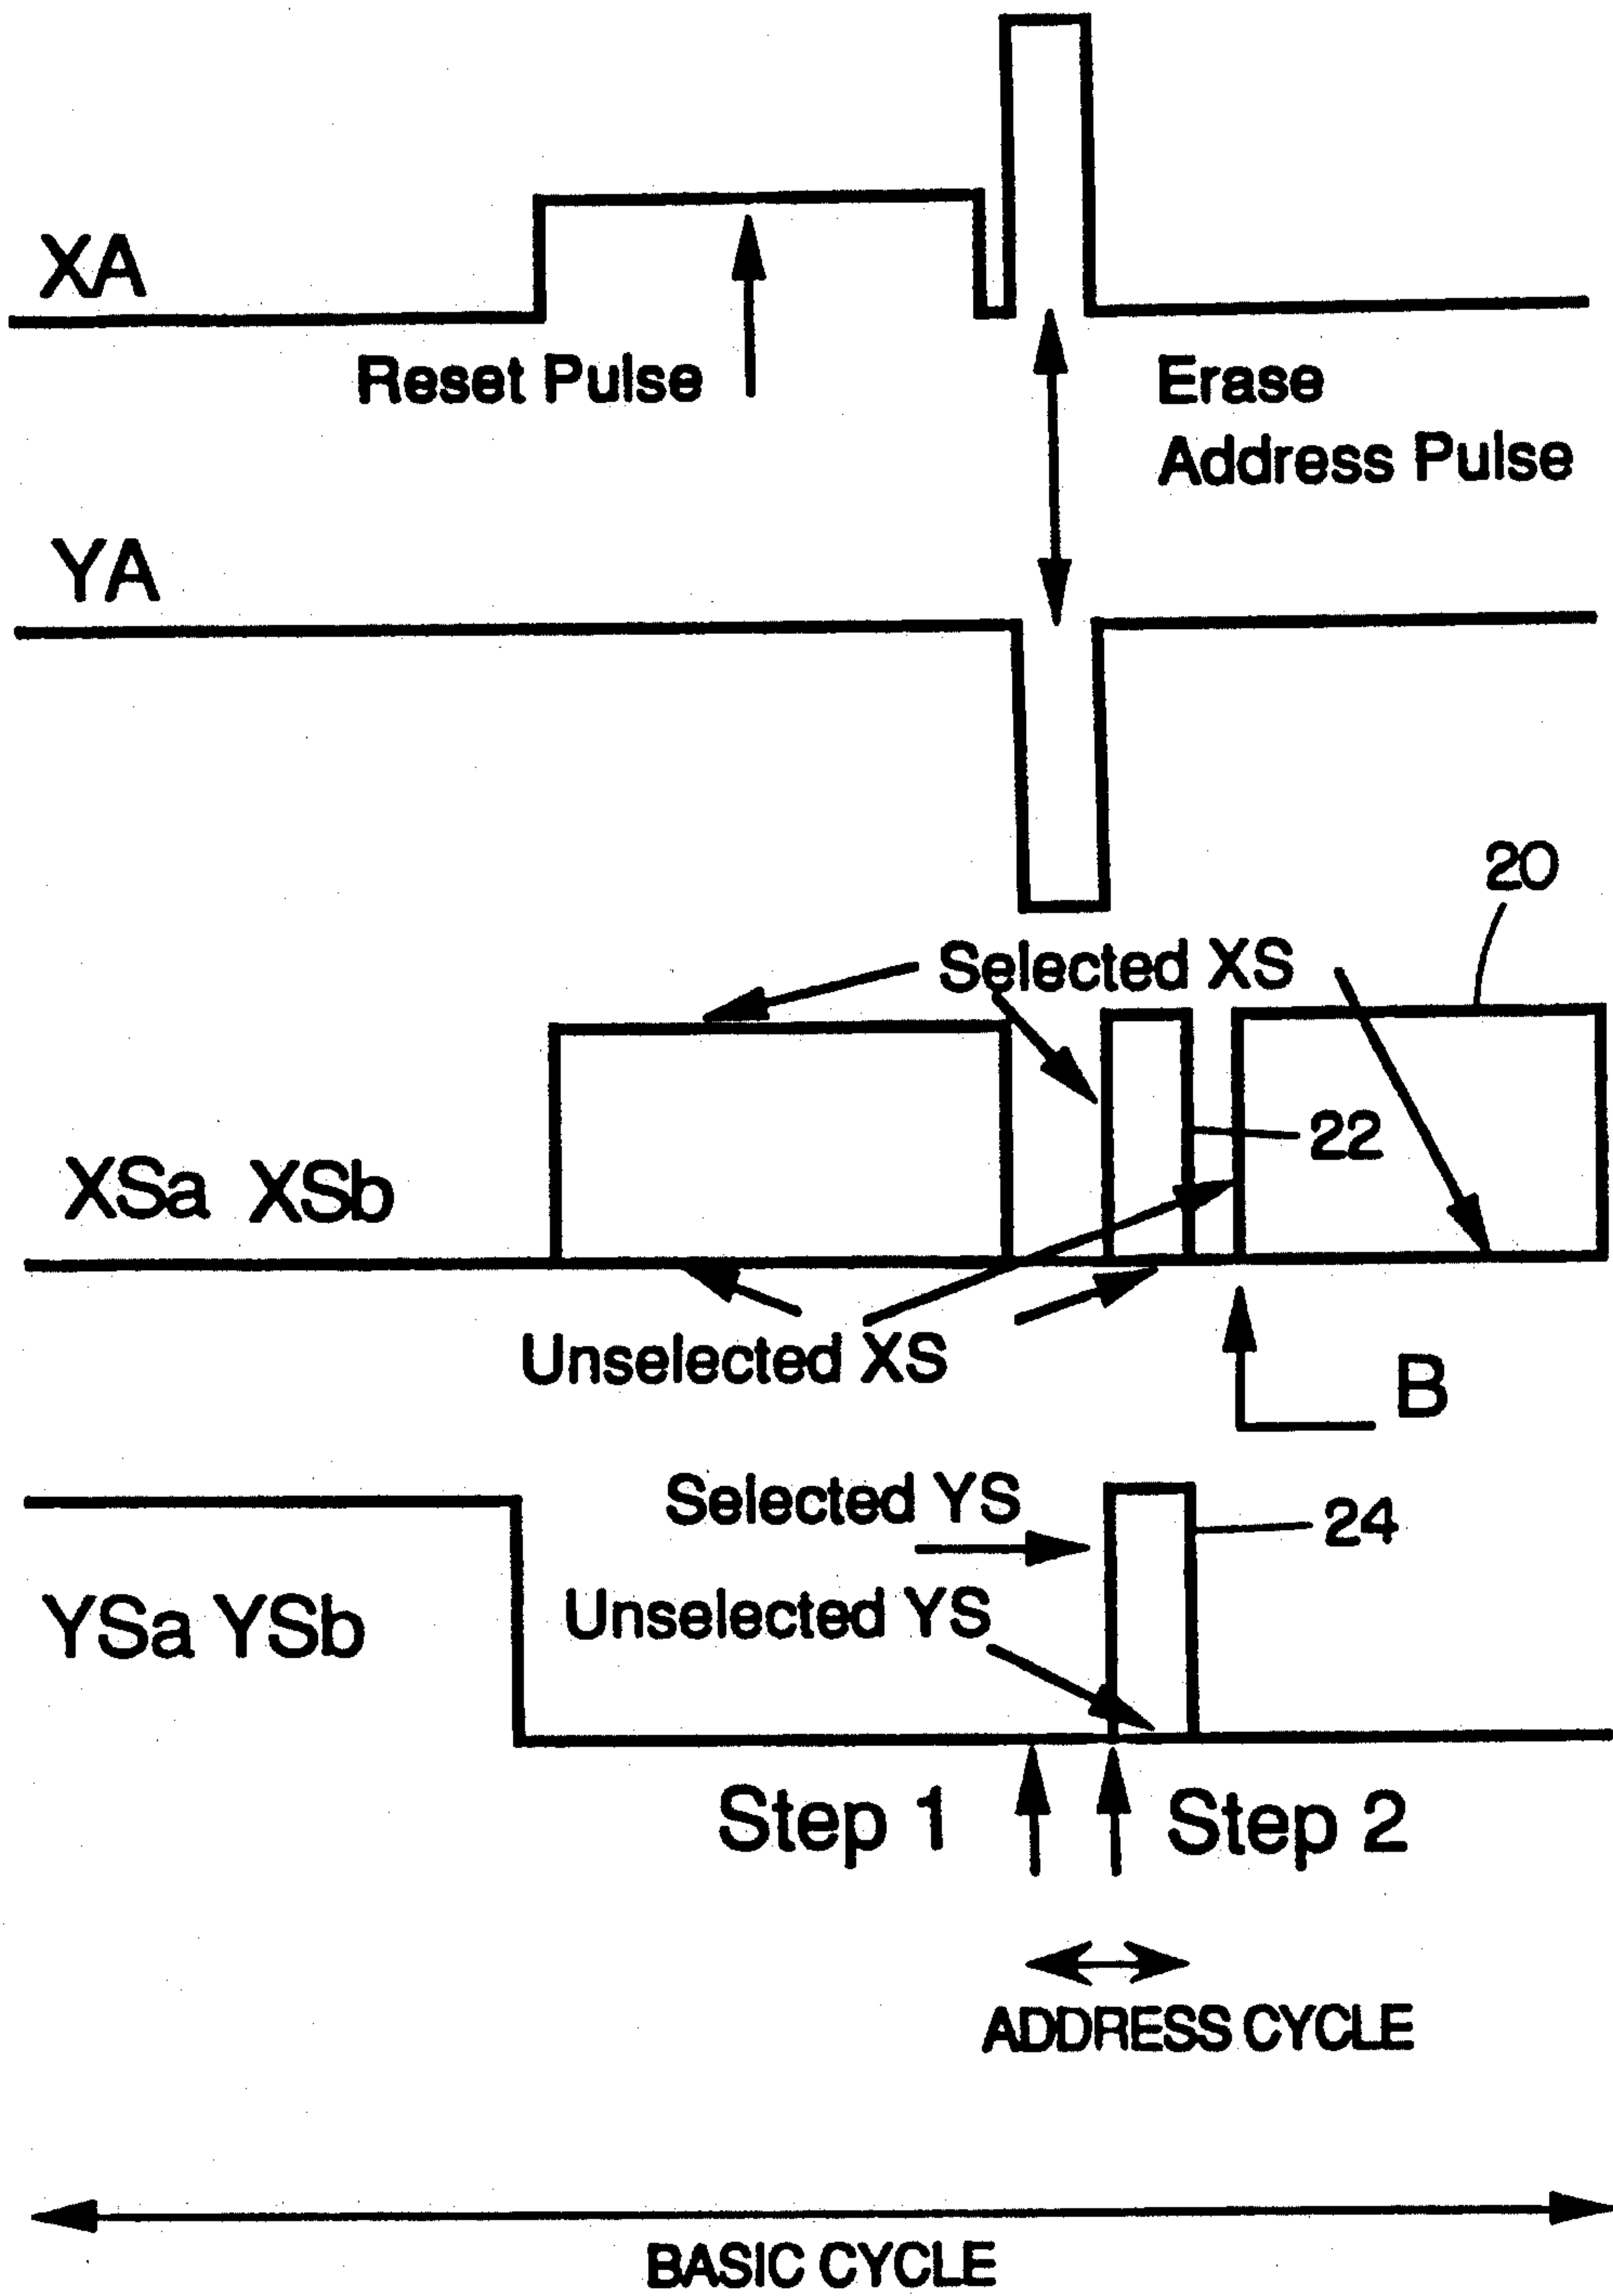 XA
Reset Pulse
Erase
Address Pulse
YA
20
Selected XS
22
XSa XSb
Unselected XS
B
Selected YS
24
Unselected YS
YSa YSb
Step 1
Step 2
ADDRESS CYCLE
BASIC CYCLE